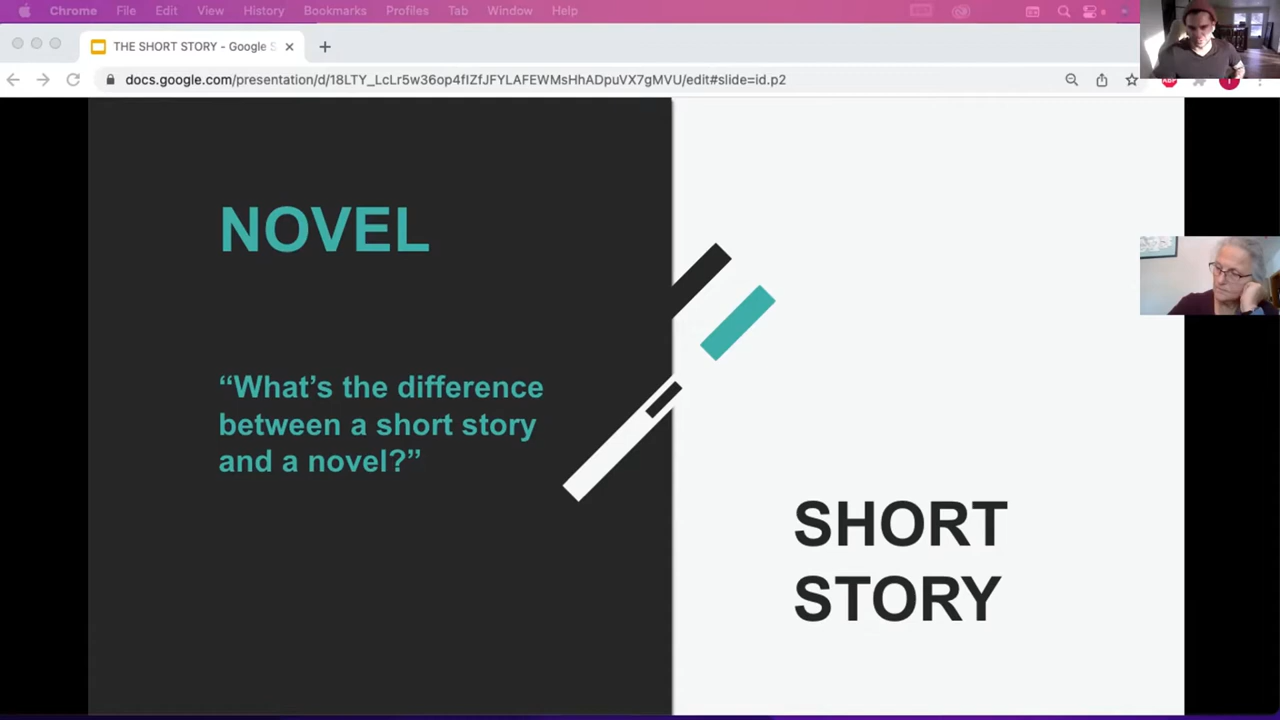 Chrome File Edit View History Bookmarks Profiles Tab Window Help
THE SHORT STORY - Google S
docs.google.com/presentation/d/18LTY_LcLr5w36op4fIZfJFYLAFEWMsHhADpuVX7gMVU/edit#slide=id.p2
NOVEL
“What’s the difference
between a short story
and a novel?”
SHORT
STORY